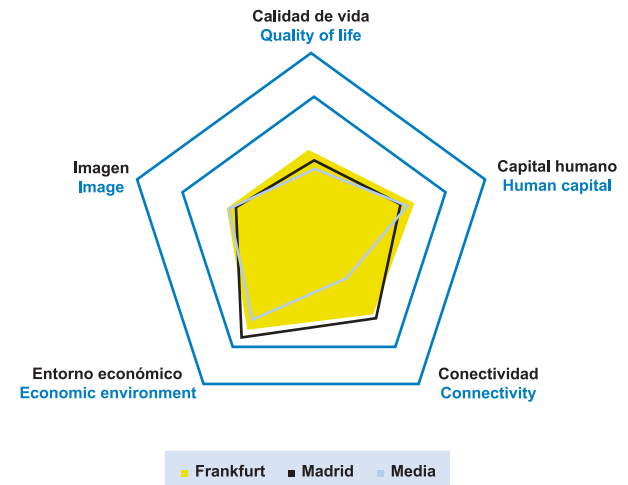 Calidad de vida
Quality of life
Imagen
Image
Capital humano
Human capital
Entorno económico
Economic environment
Conectividad
Connectivity
Frankfurt Madrid Media